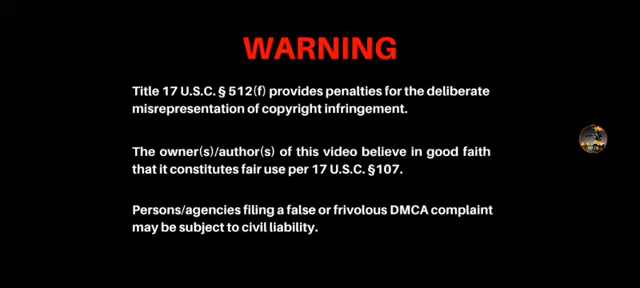 WARNING
Title 17 U.S.C. § 512(f) provides penalties for the deliberate
misrepresentation of copyright infringement.
The owner(s)/author(s) of this video believe in good faith
that it constitutes fair use per 17 U.S.C. §107.
Persons/agencies filing a false or frivolous DMCA complaint
may be subject to civil liability.